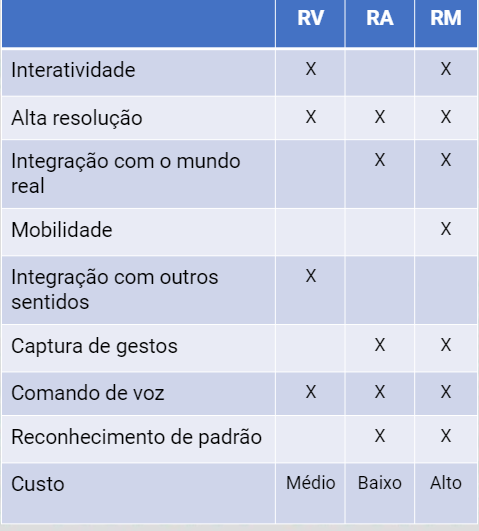 RV RA RM
Interatividade X X
Alta resolução X X X
Integração com o mundo X X
real
Mobilidade X
Integração com outros X
sentidos
Captura de gestos X X
Comando de voz X X X
Reconhecimento de padrão X X
Custo Médio Baixo Alto